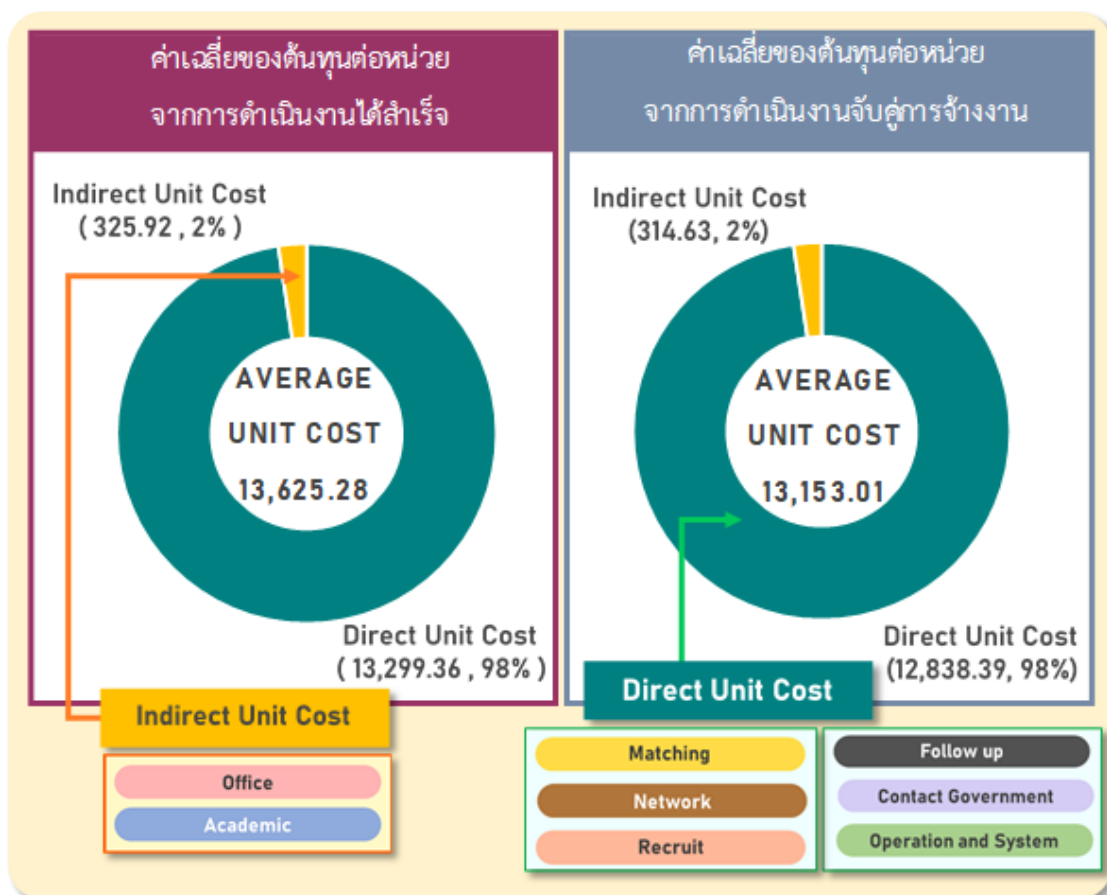 ค่าเฉลี่ยของต้นทุนต่อหน่วย
จากการดำเนินงานได้สำเร็จ
Indirect Unit Cost
( 325.92 , 2% )
AVERAGE
UNIT COST
13,625.28
Direct Unit Cost
( 13,299.36 , 98% )
ค่าเฉลี่ยของต้นทุนต่อหน่วย
จากการดำเนินงานจับคู่การจ้างงาน
Indirect Unit Cost
(314.63, 2%)
AVERAGE
UNIT COST
13,153.01
Direct Unit Cost
(12,838.39, 98%)
Indirect Unit Cost
Office
Academic
Direct Unit Cost
Matching
Network
Recruit
Follow up
Contact Government
Operation and System